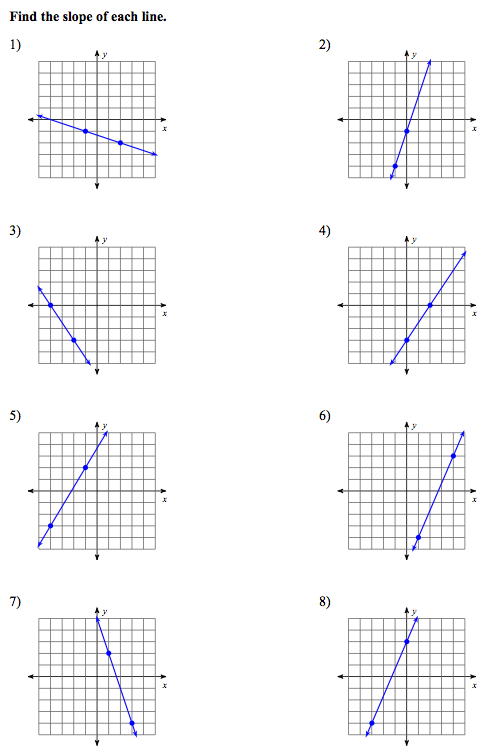 Find the slope of each line.
1) 2)
y y
x x
3) 4)
y y
x x
5) 6)
y y
x x
7) 8)
y y
x x